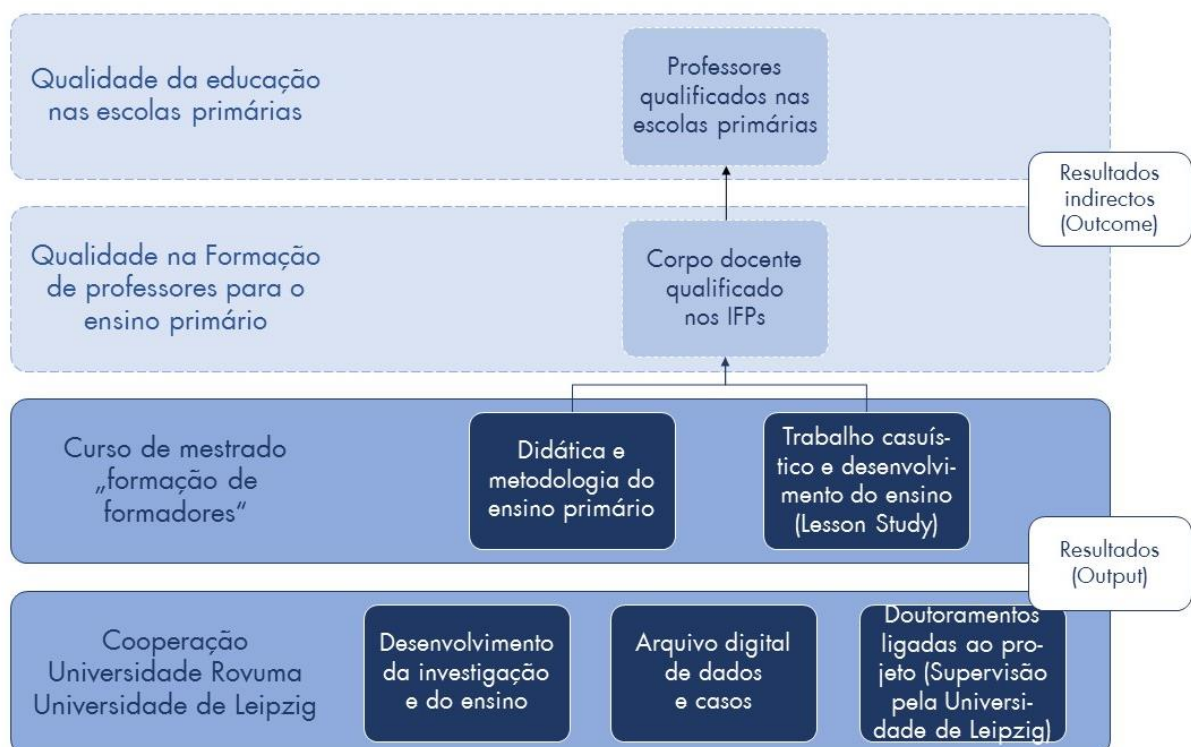 Qualidade da educação
nas escolas primárias
Professores
qualificados nas
escolas primárias
Resultados
indirectos
(Outcome)
Qualidade na Formação
de professores para o
ensino primário
Corpo docente
qualificado
nos IFPs
Curso de mestrado
„formação de
formadores“
Didática e
metodologia do
ensino primário
Trabalho casuís-
tico e desenvolvi-
mento do ensino
(Lesson Study)
Resultados
(Output)
Cooperação
Universidade Rovuma
Universidade de Leipzig
Desenvolvimento
da investigação
e do ensino
Arquivo digital
de dados
e casos
Doutoramentos
ligadas ao pro-
jeto (Supervisão
pela Universi-
dade de Leipzig)